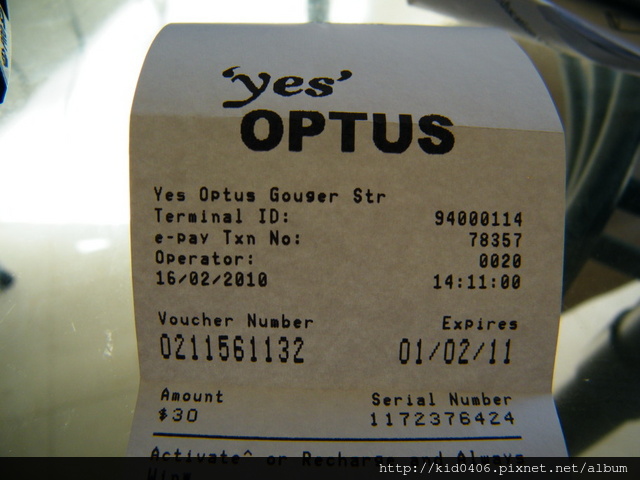 'yes'
OPTUS
Yes Optus Gouger Str
Terminal ID: 94000114
e-pay Txn No: 78357
Operator: 0020
16/02/2010 14:11:00
Voucher Number Expires
0211561132 01/02/11
Amount Serial Number
$30 1172376424
Activate^ or Recharge and Always
http://kid0406.pixnet.net/album